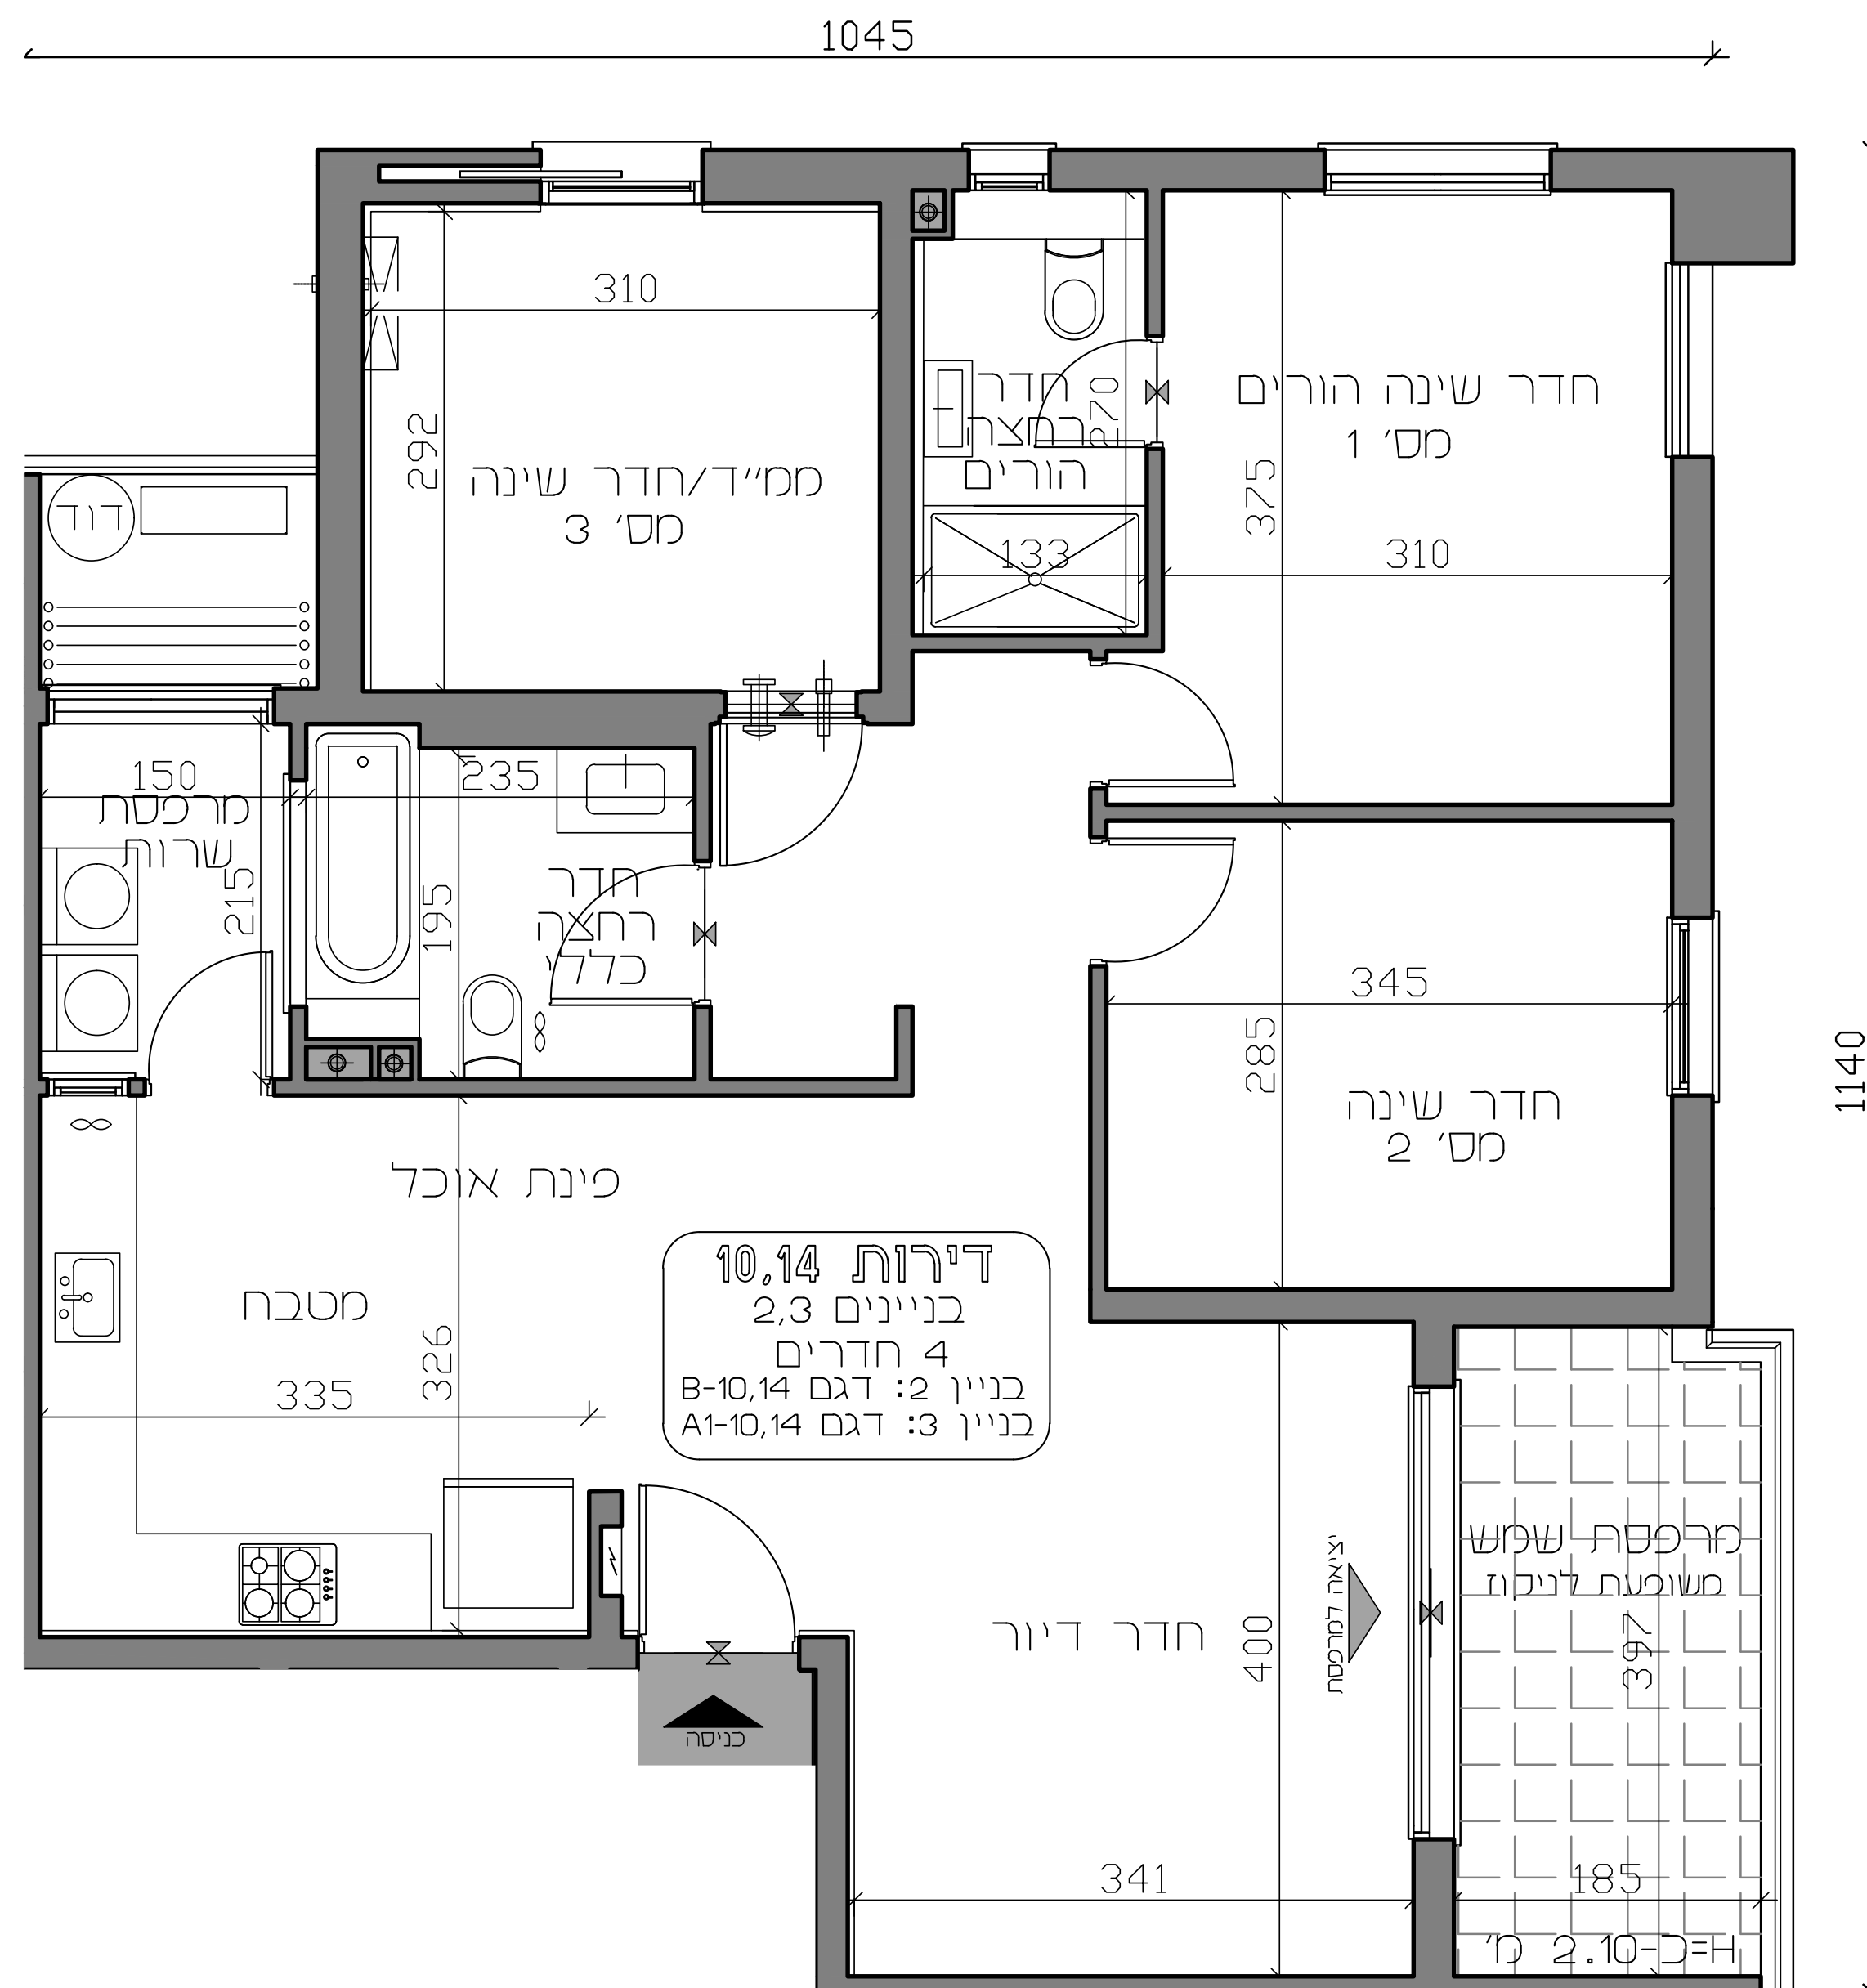 1045
310
292
ממ״ד/חדר שינה
מס׳ 3
חדר
רחצה
הורים
270
133
חדר שינה הורים
מס׳ 1
375
310
דוד
150
מרפסת
שרות
215
235
195
חדר
רחצה
כללי
345
285
חדר שינה
מס׳ 2
1140
פינת אוכל
מטבח
335
326
דירות 10,14
בניינים 2,3
4 חדרים
בניין 2: דגם B-10,14
בניין 3: דגם A1-10,14
כניסה
חדר דיור
400
341
יציאה למרפסת
מרפסת שמש
משופעת לניקוז
397
185
H=כ-2.10 מ׳